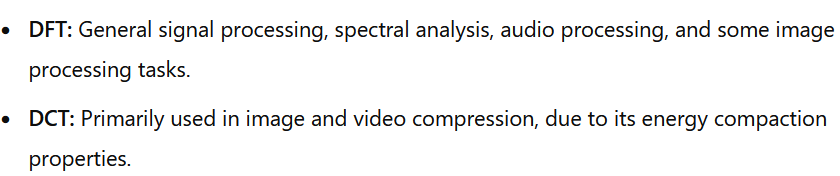 • DFT: General signal processing, spectral analysis, audio processing, and some image
processing tasks.
• DCT: Primarily used in image and video compression, due to its energy compaction
properties.